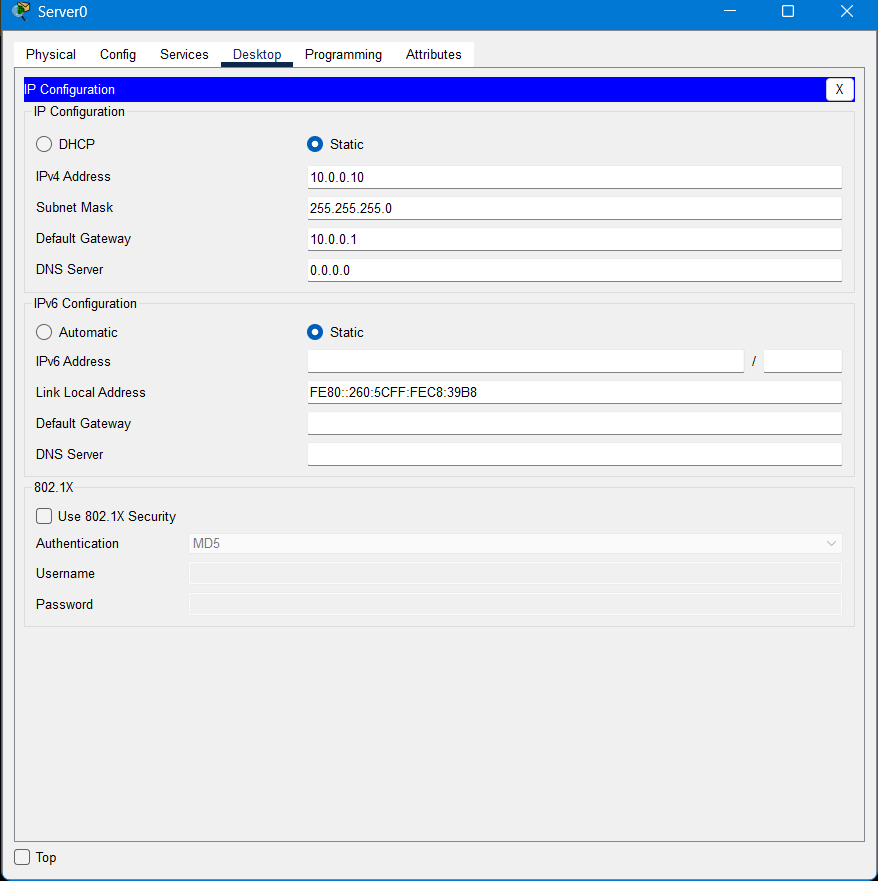 Server0
Physical Config Services Desktop Programming Attributes
IP Configuration X
IP Configuration
DHCP Static
IPv4 Address 10.0.0.10
Subnet Mask 255.255.255.0
Default Gateway 10.0.0.1
DNS Server 0.0.0.0
IPv6 Configuration
Automatic Static
IPv6 Address /
Link Local Address FE80::260:5CFF:FEC8:39B8
Default Gateway
DNS Server
802.1X
Use 802.1X Security
Authentication MD5
Username
Password
Top